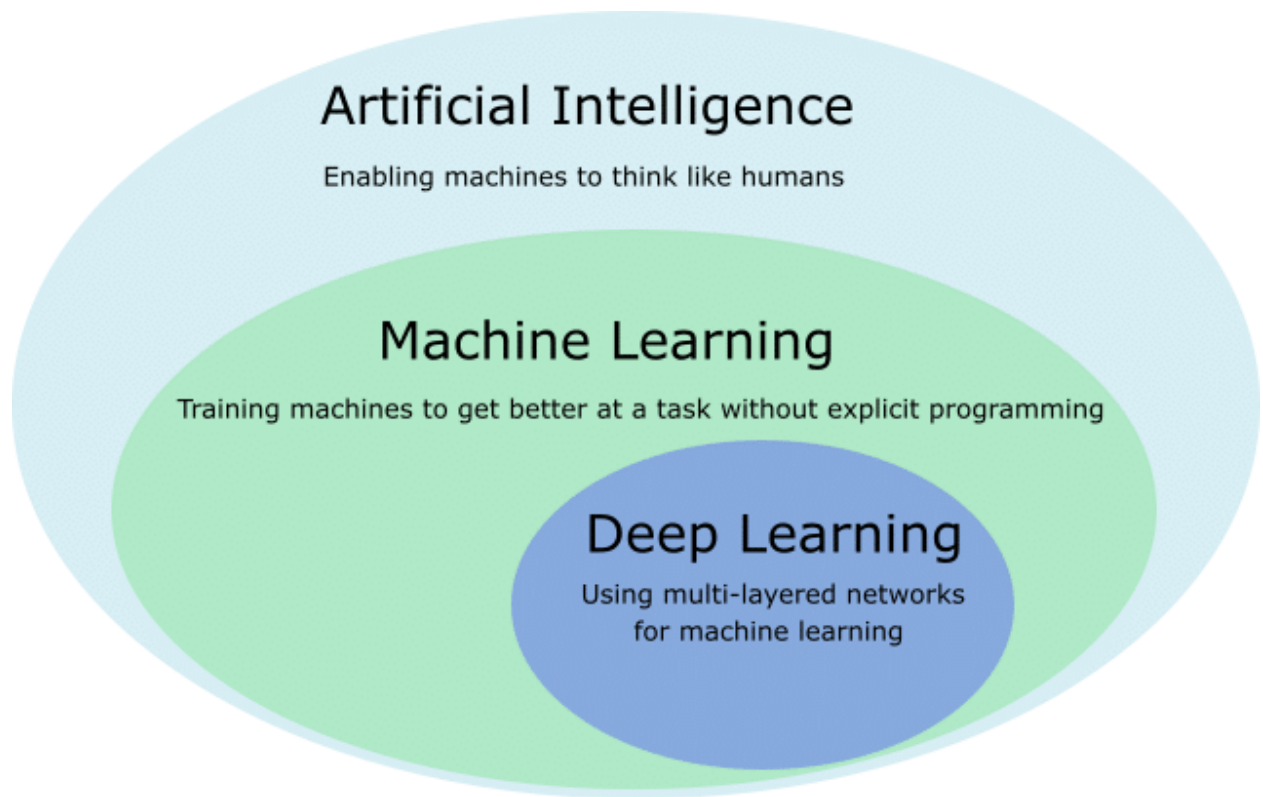 Artificial Intelligence
Enabling machines to think like humans
Machine Learning
Training machines to get better at a task without explicit programming
Deep Learning
Using multi-layered networks
for machine learning